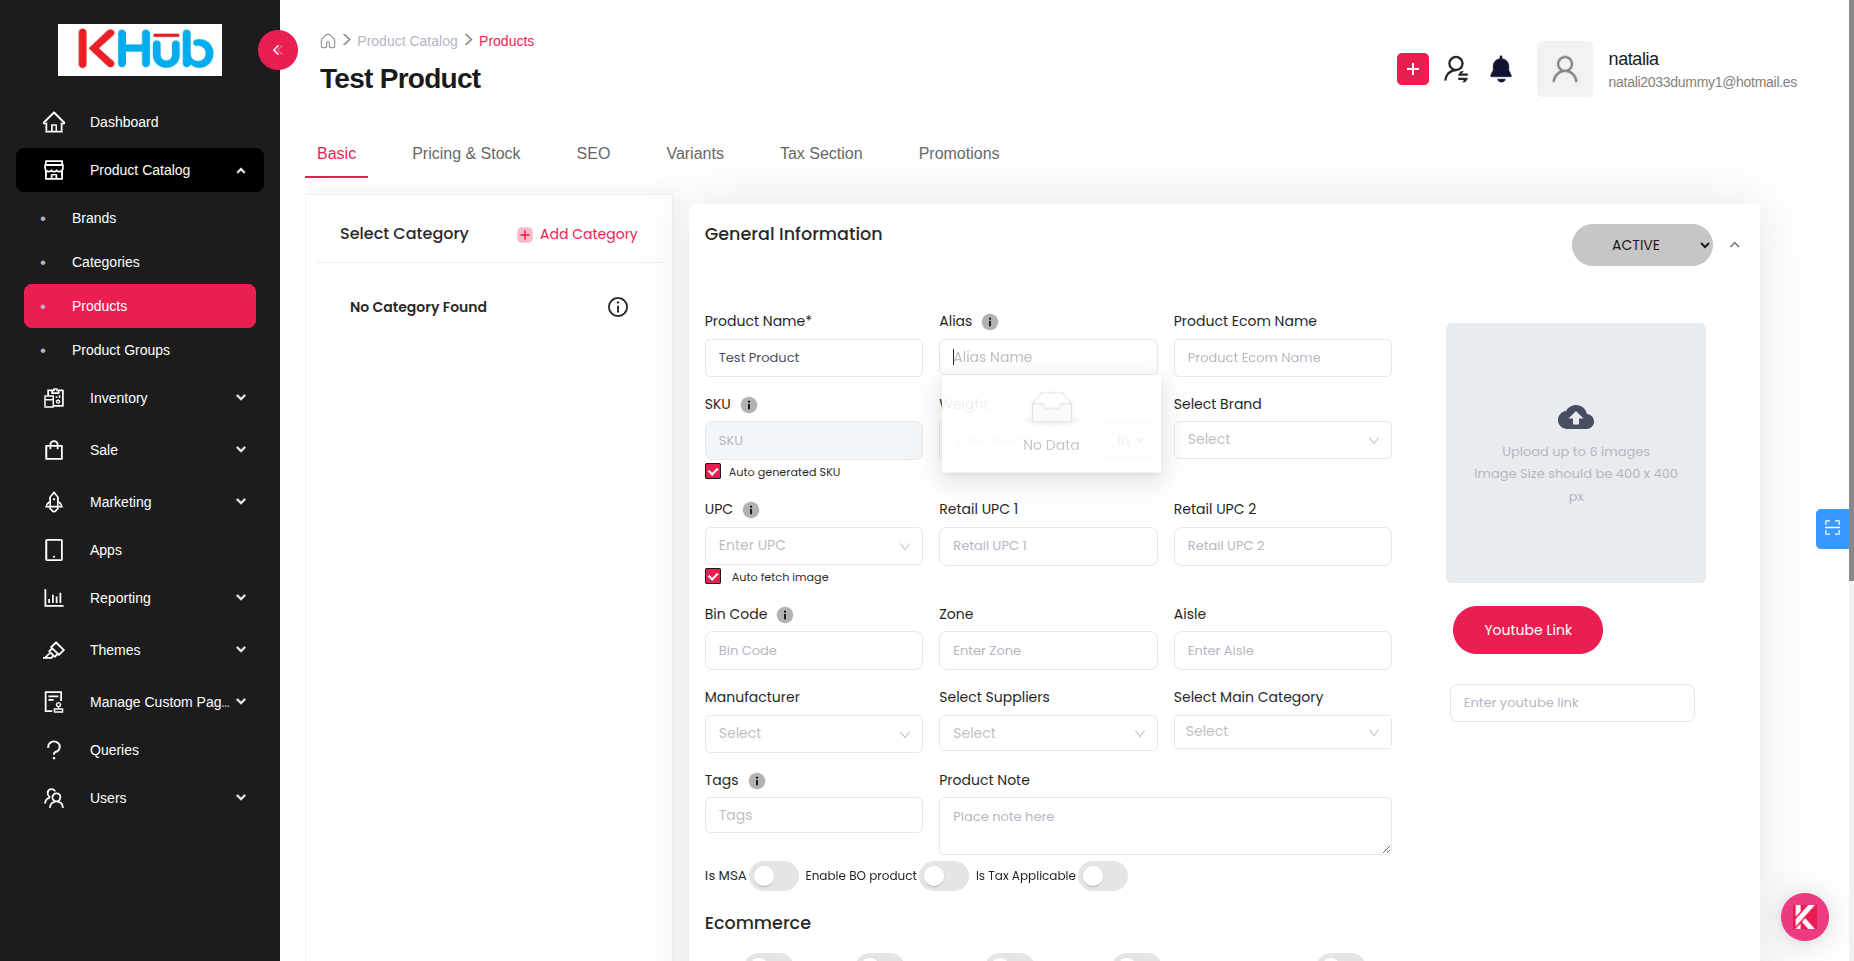 KHub
Dashboard
Product Catalog
Brands
Categories
Products
Product Groups
Inventory
Sale
Marketing
Apps
Reporting
Themes
Manage Custom Pag...
Queries
Users
Product Catalog
Products
Test Product
natalia
natali2033dummy1@hotmail.es
Basic
Pricing & Stock
SEO
Variants
Tax Section
Promotions
Select Category
Add Category
No Category Found
General Information
ACTIVE
Product Name*
Alias
Product Ecom Name
Test Product
Alias Name
Product Ecom Name
SKU
Weight
Select Brand
SKU
Enter Weight
lb
Select
No Data
Auto generated SKU
Upload up to 6 images
Image Size should be 400 x 400
px
UPC
Retail UPC 1
Retail UPC 2
Enter UPC
Retail UPC 1
Retail UPC 2
Auto fetch image
Bin Code
Zone
Aisle
Bin Code
Enter Zone
Enter Aisle
Youtube Link
Enter youtube link
Manufacturer
Select Suppliers
Select Main Category
Select
Select
Select
Tags
Product Note
Tags
Place note here
Is MSA
Enable BO product
Is Tax Applicable
Ecommerce